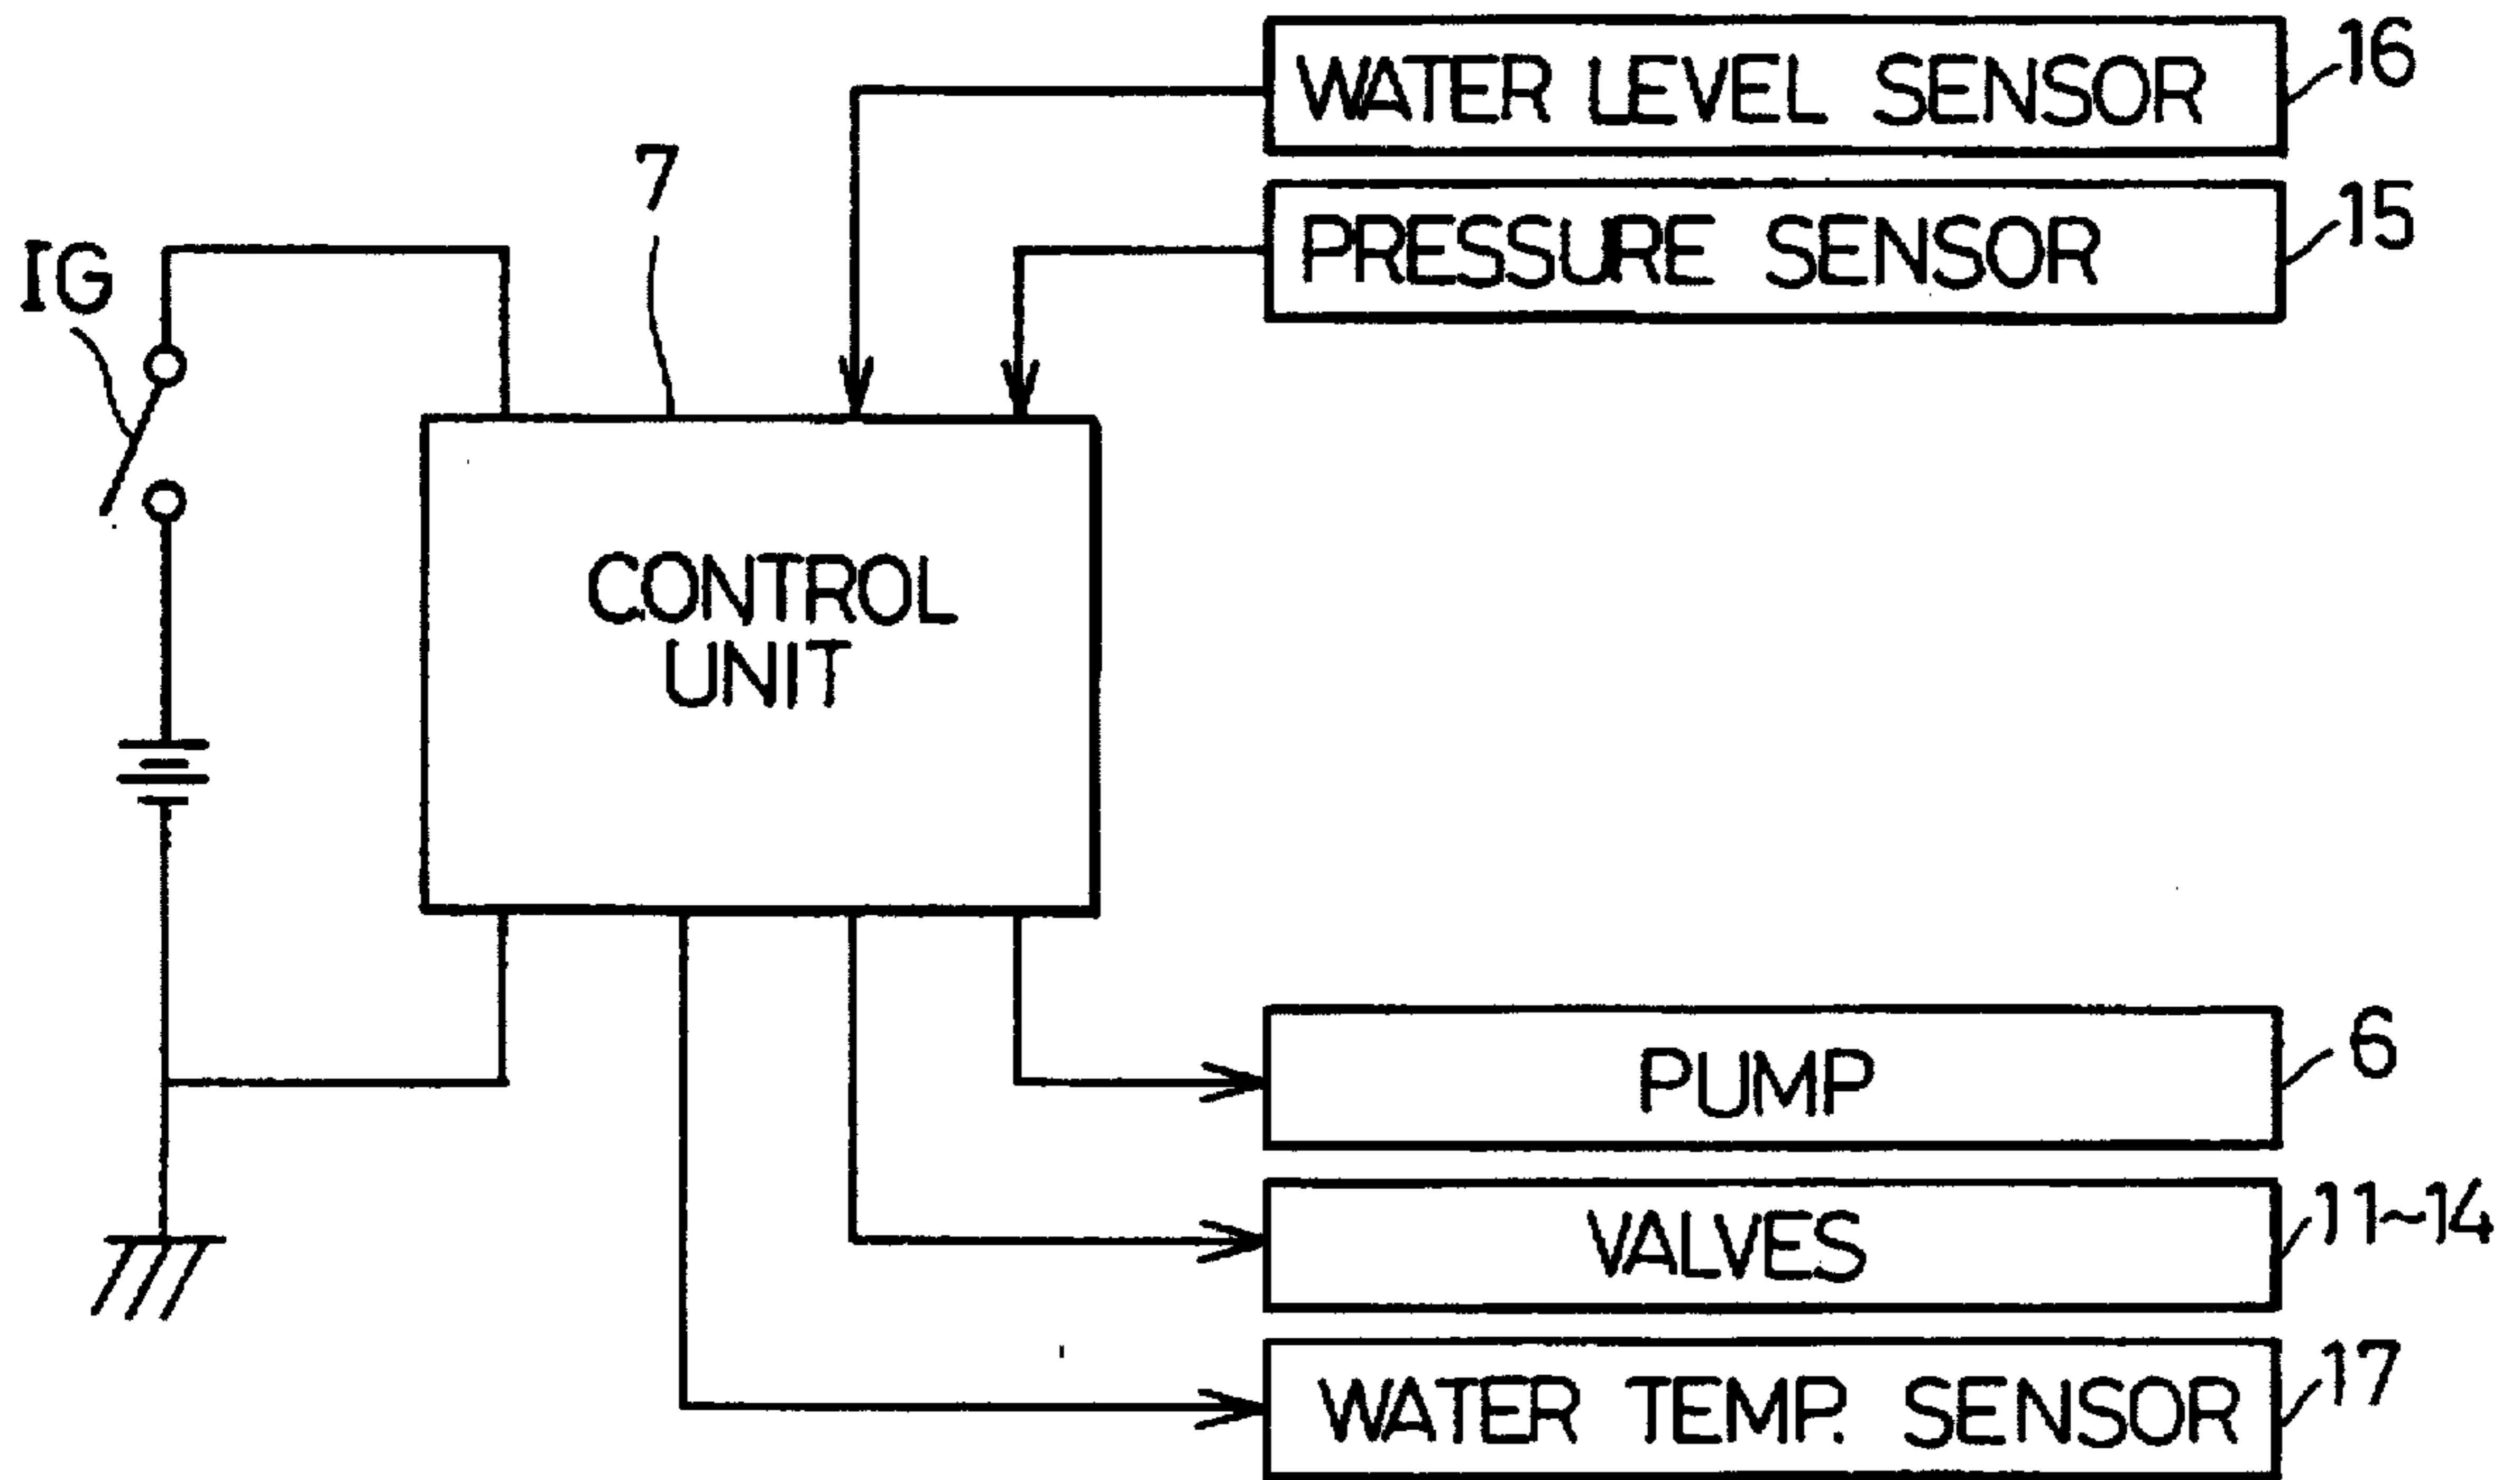 WATER LEVEL SENSOR 16
7
PRESSURE SENSOR 15
IG
CONTROL
UNIT
PUMP 6
VALVES 11~14
WATER TEMP. SENSOR 17